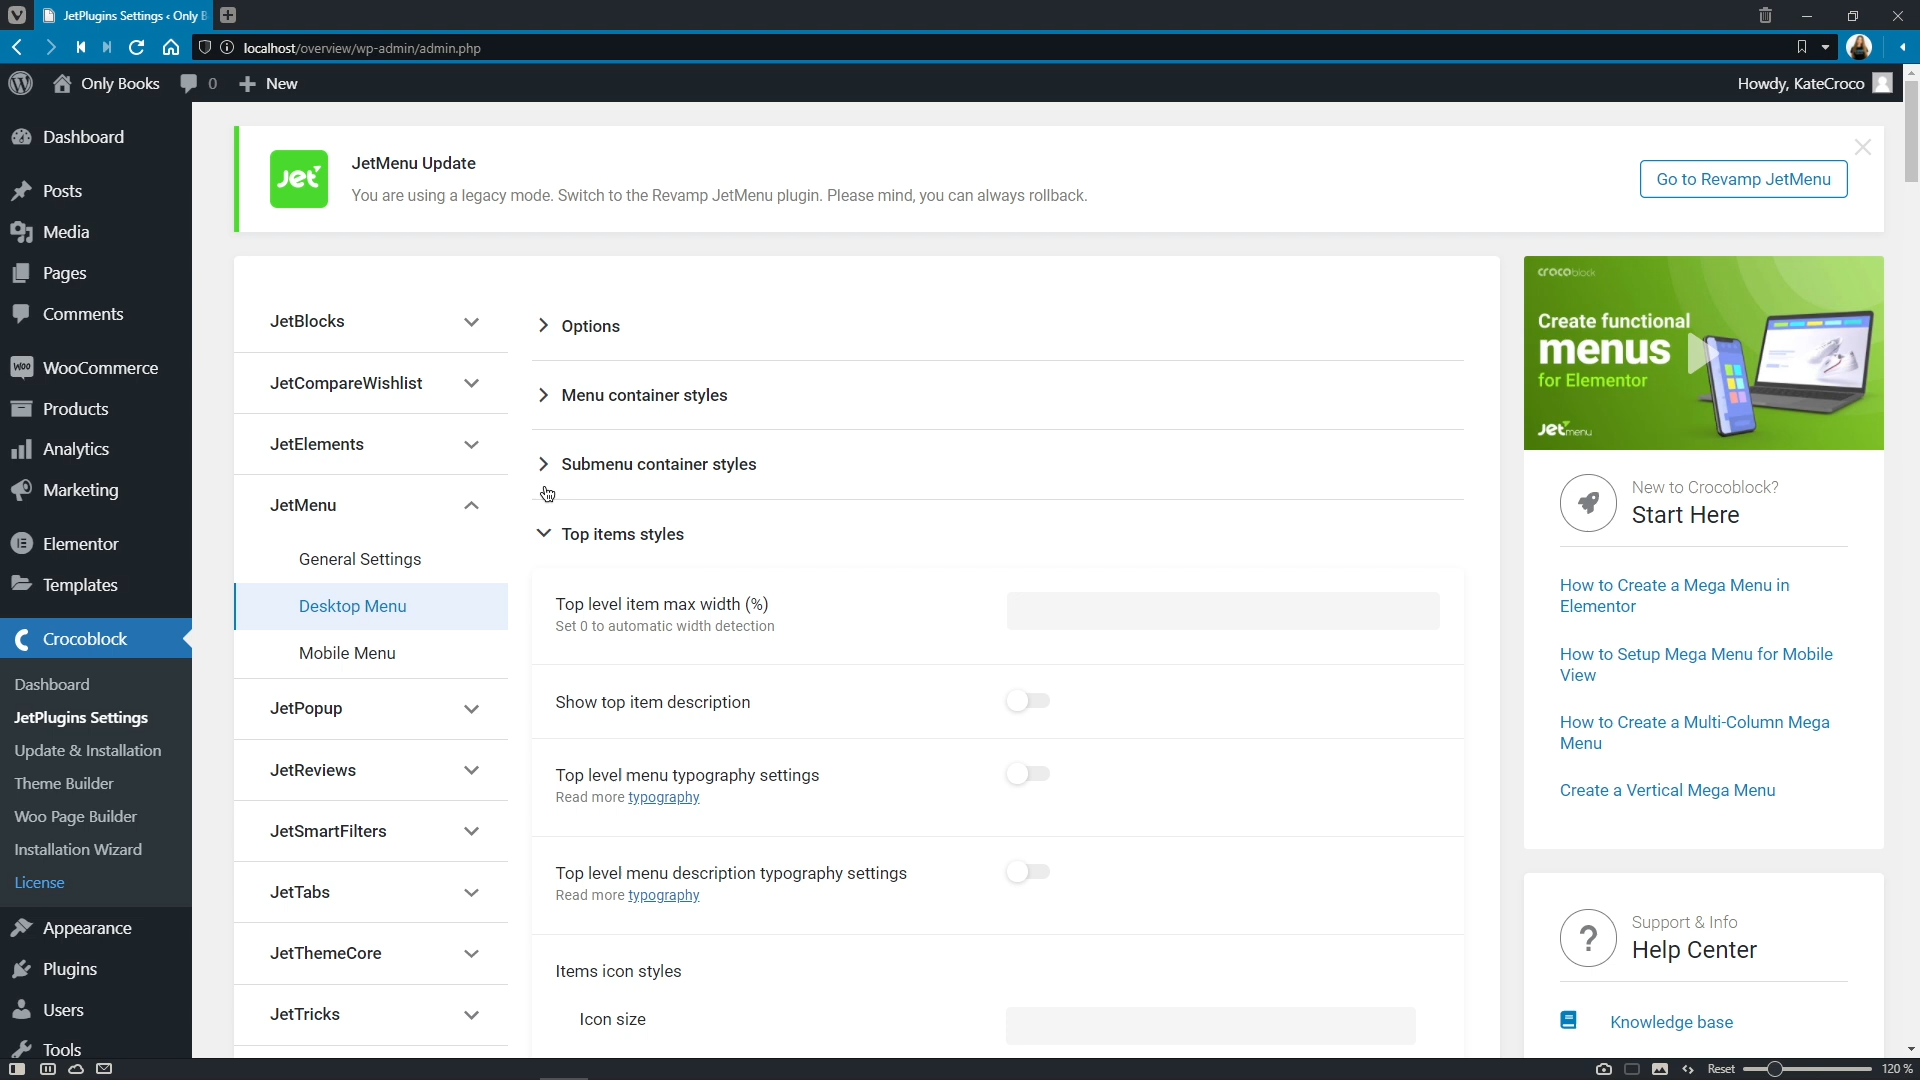 JetPlugins Settings ‹ Only B
localhost/overview/wp-admin/admin.php
Only Books
0
New
Howdy, KateCroco
Dashboard
Posts
Media
Pages
Comments
WooCommerce
Products
Analytics
Marketing
Elementor
Templates
Crocoblock
Dashboard
JetPlugins Settings
Update & Installation
Theme Builder
Woo Page Builder
Installation Wizard
License
Appearance
Plugins
Users
Tools
Jet
JetMenu Update
You are using a legacy mode. Switch to the Revamp JetMenu plugin. Please mind, you can always rollback.
Go to Revamp JetMenu
JetBlocks
JetCompareWishlist
JetElements
JetMenu
General Settings
Desktop Menu
Mobile Menu
JetPopup
JetReviews
JetSmartFilters
JetTabs
JetThemeCore
JetTricks
Options
Menu container styles
Submenu container styles
Top items styles
Top level item max width (%)
Set 0 to automatic width detection
Show top item description
Top level menu typography settings
Read more typography
Top level menu description typography settings
Read more typography
Items icon styles
Icon size
crocoblock
Create functional
menus
for Elementor
Jet menu
New to Crocoblock?
Start Here
How to Create a Mega Menu in
Elementor
How to Setup Mega Menu for Mobile
View
How to Create a Multi-Column Mega
Menu
Create a Vertical Mega Menu
?
Support & Info
Help Center
Knowledge base
Reset
120 %